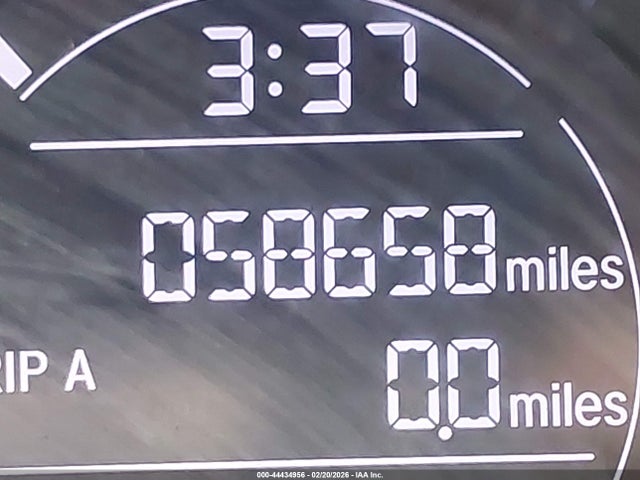 3:37
058658 miles
RIP A 0.0 miles
000-44434956 - 02/20/2026 - IAA Inc.